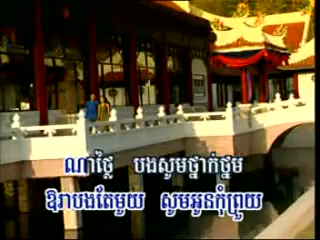 ណាថ្លៃ បងសូមថ្នាក់ថ្នម
ឱរាបងតែមួយ សូមអូនកុំព្រួយ